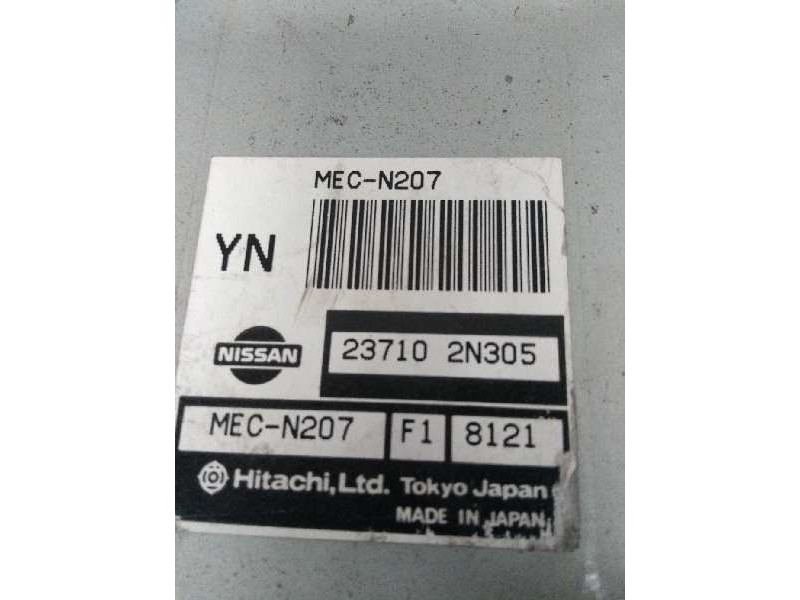 MEC-N207
YN
NISSAN
23710 2N305
MEC-N207 F1 8121
Hitachi, Ltd. Tokyo Japan
MADE IN JAPAN